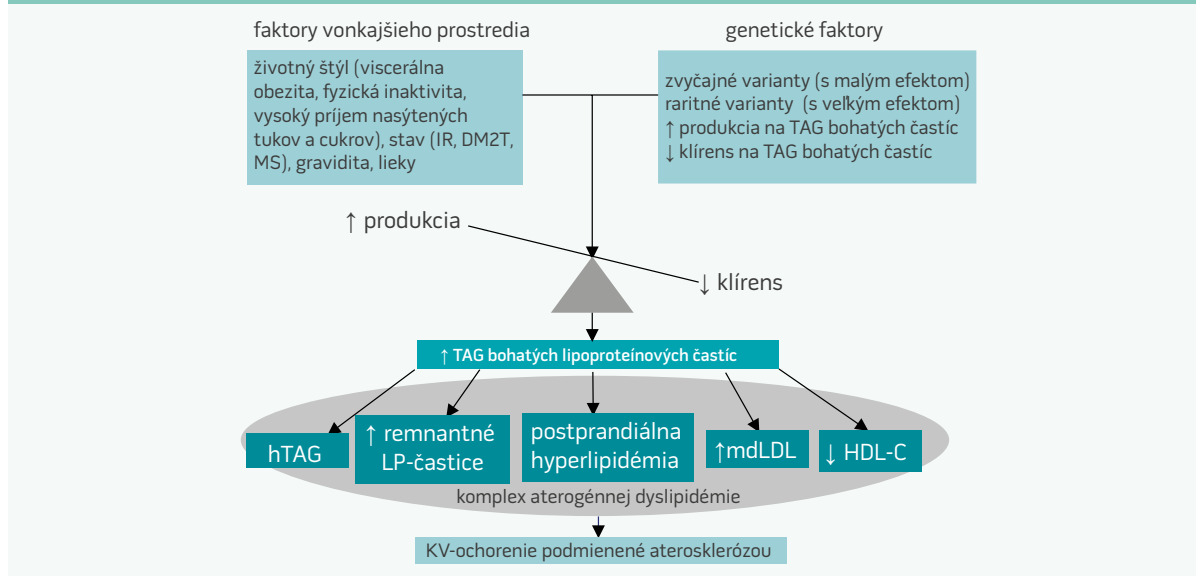 faktory vonkajšieho prostredia
životný štýl (viscerálna
obezita, fyzická inaktivita,
vysoký príjem nasýtených
tukov a cukrov), stav (IR, DM2T,
MS), gravidita, lieky
genetické faktory
zvyčajné varianty (s malým efektom)
raritné varianty (s veľkým efektom)
↑ produkcia na TAG bohatých častíc
↓ klírens na TAG bohatých častíc
↑ produkcia
↓ klírens
↑ TAG bohatých lipoproteínových častíc
hTAG
↑ remnantné
LP-častice
postprandiálna
hyperlipidémia
↑mdLDL
↓ HDL-C
komplex aterogénnej dyslipidémie
KV-ochorenie podmienené aterosklerózou